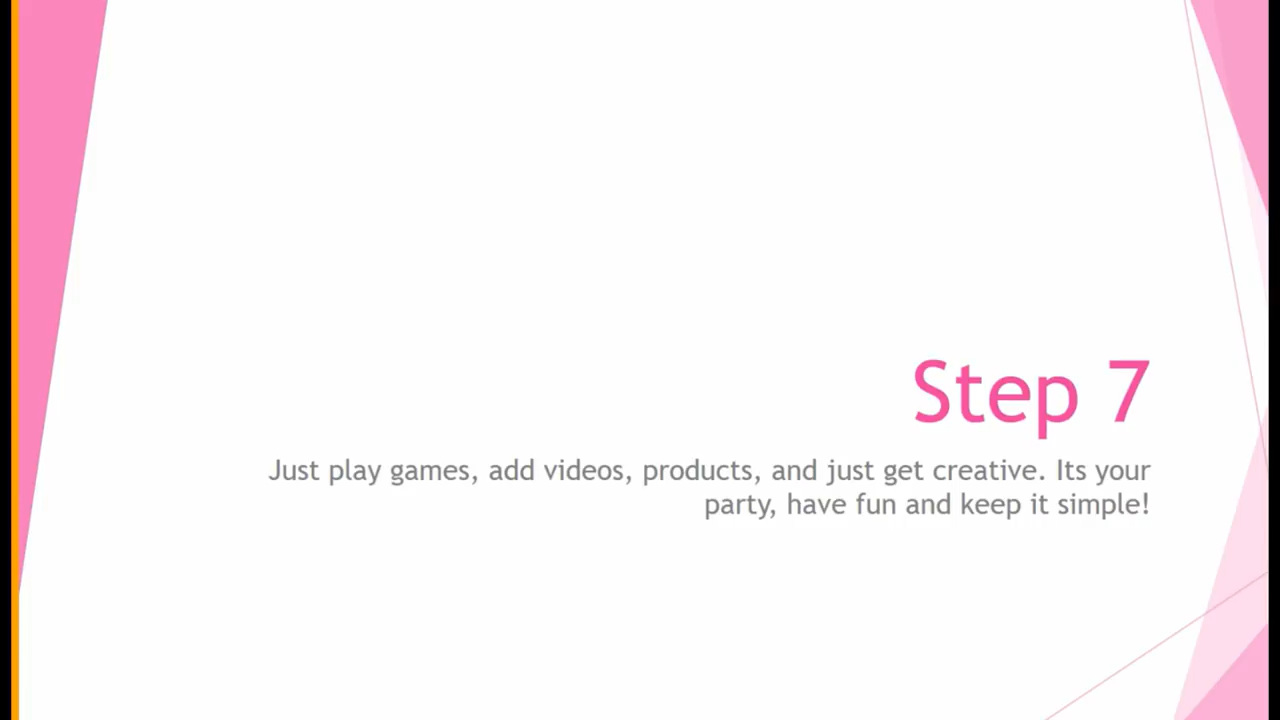 Step 7
Just play games, add videos, products, and just get creative. Its your
party, have fun and keep it simple!